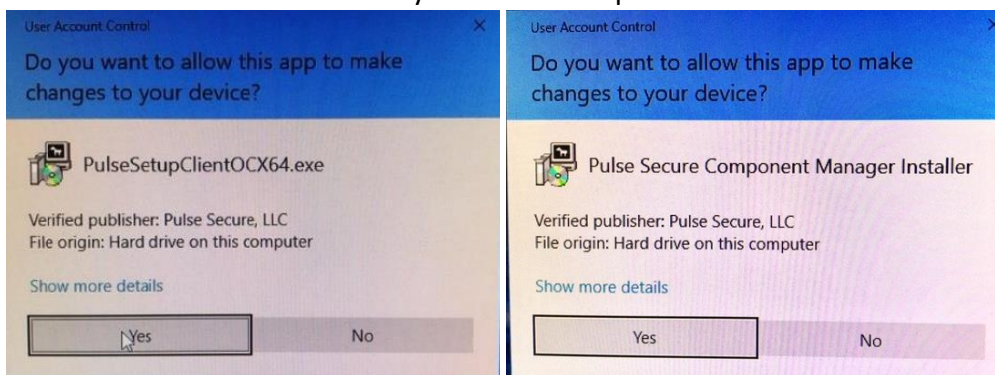 User Account Control
Do you want to allow this app to make
changes to your device?
PulseSetupClientOCX64.exe
Verified publisher: Pulse Secure, LLC
File origin: Hard drive on this computer
Show more details
Yes
No
User Account Control
Do you want to allow this app to make
changes to your device?
Pulse Secure Component Manager Installer
Verified publisher: Pulse Secure, LLC
File origin: Hard drive on this computer
Show more details
Yes
No